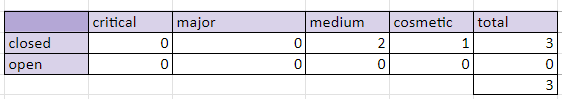 critical major medium cosmetic total
closed 0 0 2 1 3
open 0 0 0 0 0
3